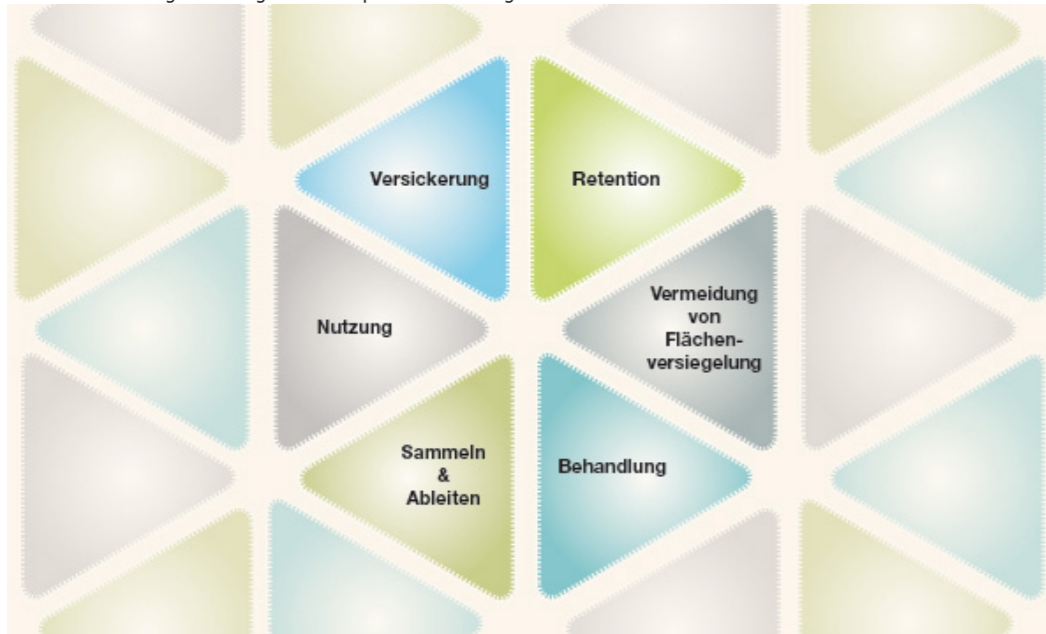 Versickerung
Retention
Nutzung
Vermeidung
von
Flächen-
versiegelung
Sammeln
&
Ableiten
Behandlung